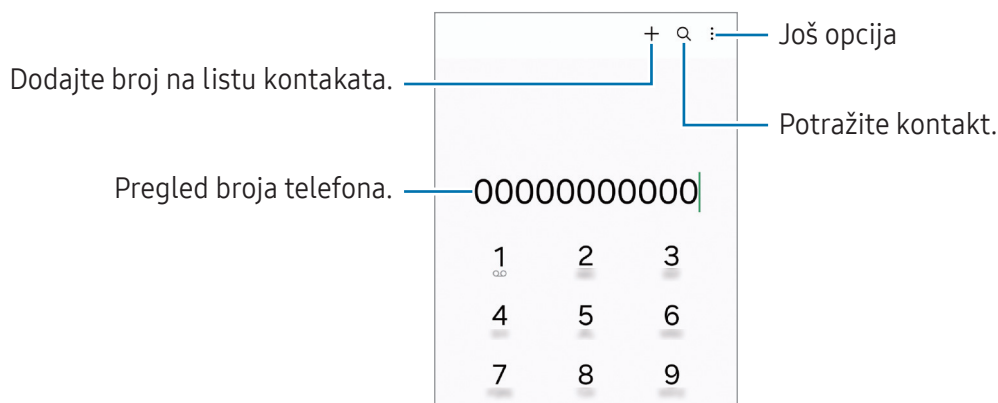 Još opcija
Dodajte broj na listu kontakata.
Potražite kontakt.
Pregled broja telefona.
00000000000
1 2 3
4 5 6
7 8 9